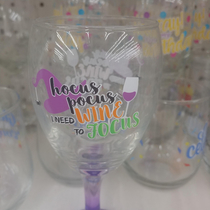 hocus
pocus
I NEED WINE
TO FOCUS